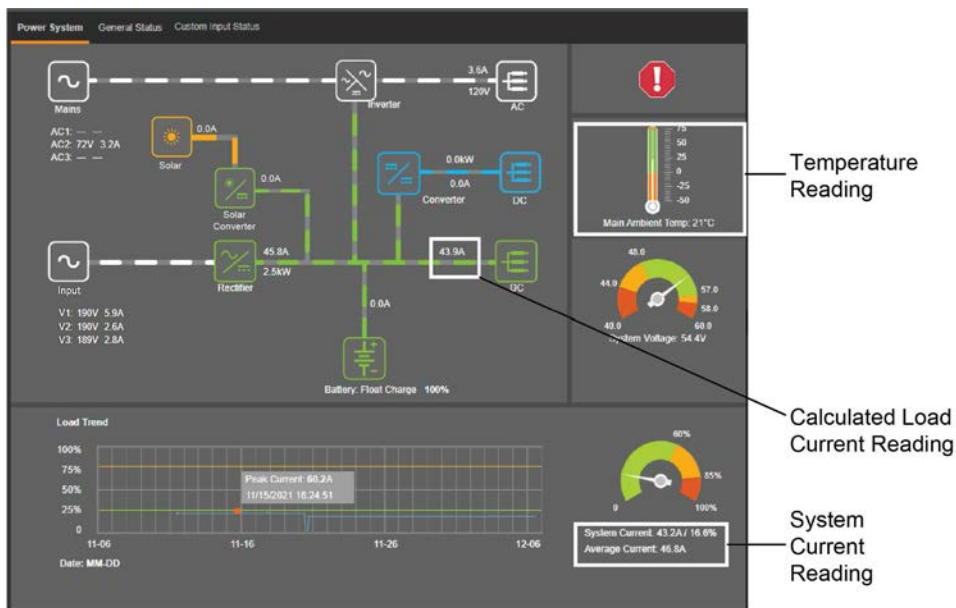 Power System General Status Custom Input Status
Mains
AC1: --- ---
AC2: 72V 3.2A
AC3: --- ---
Inverter
3.6A
120V
AC
Solar
0.0A
Solar
Converter
0.0A
Converter
0.0kW
0.0A
DC
Input
V1: 190V 5.9A
V2: 190V 2.6A
V3: 189V 2.8A
Rectifier
45.8A
2.5kW
43.9A
DC
0.0A
Battery: Float Charge 100%
75
50
25
0
-25
-50
Main Ambient Temp: 21°C
48.0
44.0
57.0
58.0
40.0
60.0
System Voltage: 54.4V
Load Trend
100%
75%
50%
25%
0
Peak Current: 60.2A
11/15/2021 16:24:51
11-06
11-16
11-26
12-06
Date: MM-DD
60%
85%
0
100%
System Current: 43.2A / 16.6%
Average Current: 46.8A
Temperature
Reading
Calculated Load
Current Reading
System
Current
Reading